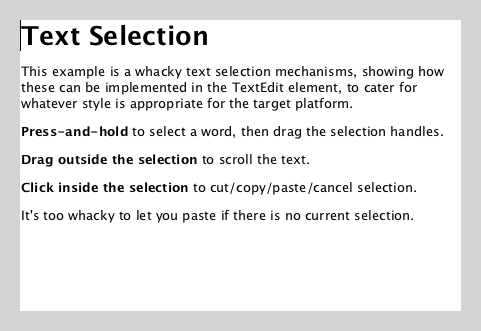 Text Selection
This example is a whacky text selection mechanisms, showing how
these can be implemented in the TextEdit element, to cater for
whatever style is appropriate for the target platform.
Press-and-hold to select a word, then drag the selection handles.
Drag outside the selection to scroll the text.
Click inside the selection to cut/copy/paste/cancel selection.
It's too whacky to let you paste if there is no current selection.